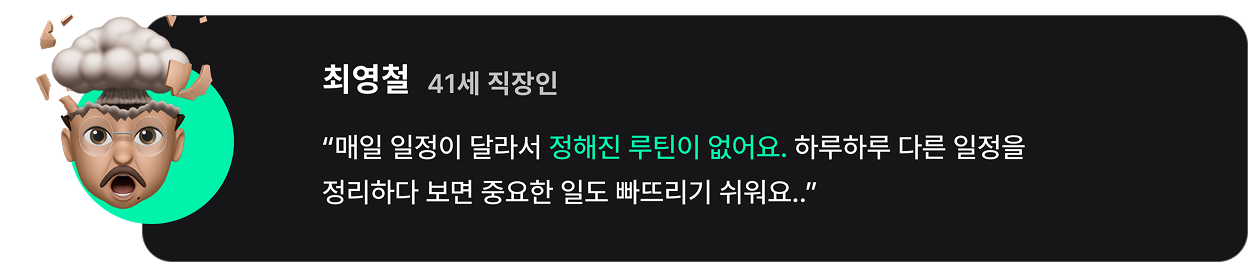 최영철 41세 직장인
“매일 일정이 달라서 정해진 루틴이 없어요. 하루하루 다른 일정을
정리하다 보면 중요한 일도 빠뜨리기 쉬워요..”